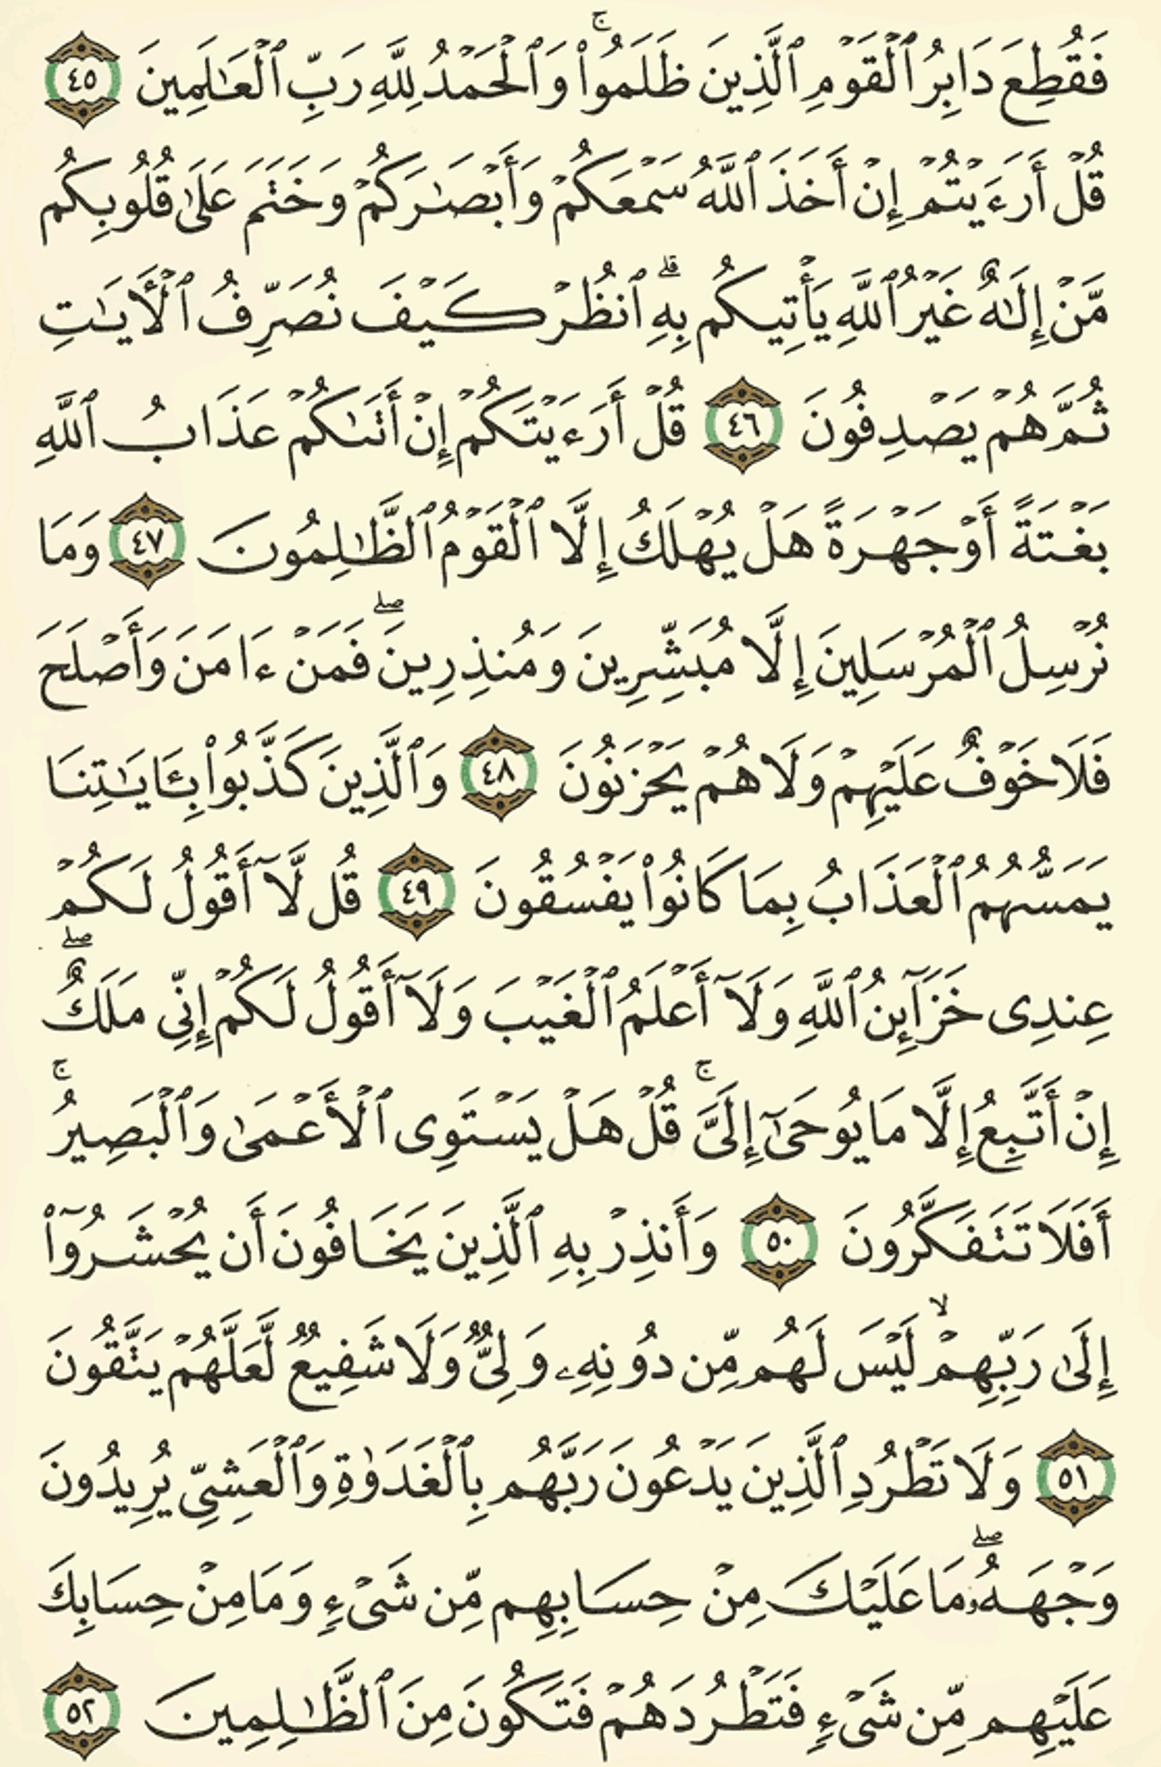 فَقُطِعَ دَابِرُ ٱلْقَوْمِ ٱلَّذِينَ ظَلَمُوا۟ ۚ وَٱلْحَمْدُ لِلَّهِ رَبِّ ٱلْعَـٰلَمِينَ ٤٥
قُلْ أَرَءَيْتُمْ إِنْ أَخَذَ ٱللَّهُ سَمْعَكُمْ وَأَبْصَـٰرَكُمْ وَخَتَمَ عَلَىٰ قُلُوبِكُم
مَّنْ إِلَـٰهٌ غَيْرُ ٱللَّهِ يَأْتِيكُم بِهِ ۗ ٱنظُرْ كَيْفَ نُصَرِّفُ ٱلْـَٔايَـٰتِ
ثُمَّ هُمْ يَصْدِفُونَ ٤٦ قُلْ أَرَءَيْتَكُمْ إِنْ أَتَىٰكُمْ عَذَابُ ٱللَّهِ
بَغْتَةً أَوْ جَهْرَةً هَلْ يُهْلَكُ إِلَّا ٱلْقَوْمُ ٱلظَّـٰلِمُونَ ٤٧ وَمَا
نُرْسِلُ ٱلْمُرْسَلِينَ إِلَّا مُبَشِّرِينَ وَمُنذِرِينَ ۖ فَمَنْ ءَامَنَ وَأَصْلَحَ
فَلَا خَوْفٌ عَلَيْهِمْ وَلَا هُمْ يَحْزَنُونَ ٤٨ وَٱلَّذِينَ كَذَّبُوا۟ بِـَٔايَـٰتِنَا
يَمَسُّهُمُ ٱلْعَذَابُ بِمَا كَانُوا۟ يَفْسُقُونَ ٤٩ قُل لَّآ أَقُولُ لَكُمْ
عِندِى خَزَآئِنُ ٱللَّهِ وَلَآ أَعْلَمُ ٱلْغَيْبَ وَلَآ أَقُولُ لَكُمْ إِنِّى مَلَكٌ ۖ
إِنْ أَتَّبِعُ إِلَّا مَا يُوحَىٰٓ إِلَىَّ ۚ قُلْ هَلْ يَسْتَوِى ٱلْأَعْمَىٰ وَٱلْبَصِيرُ ۚ
أَفَلَا تَتَفَكَّرُونَ ٥٠ وَأَنذِرْ بِهِ ٱلَّذِينَ يَخَافُونَ أَن يُحْشَرُوٓا۟
إِلَىٰ رَبِّهِمْ ۙ لَيْسَ لَهُم مِّن دُونِهِۦ وَلِىٌّ وَلَا شَفِيعٌ لَّعَلَّهُمْ يَتَّقُونَ
٥١ وَلَا تَطْرُدِ ٱلَّذِينَ يَدْعُونَ رَبَّهُم بِٱلْغَدَوٰةِ وَٱلْعَشِىِّ يُرِيدُونَ
وَجْهَهُۥ ۖ مَا عَلَيْكَ مِنْ حِسَابِهِم مِّن شَىْءٍ وَمَا مِنْ حِسَابِكَ
عَلَيْهِم مِّن شَىْءٍ فَتَطْرُدَهُمْ فَتَكُونَ مِنَ ٱلظَّـٰلِمِينَ ٥٢